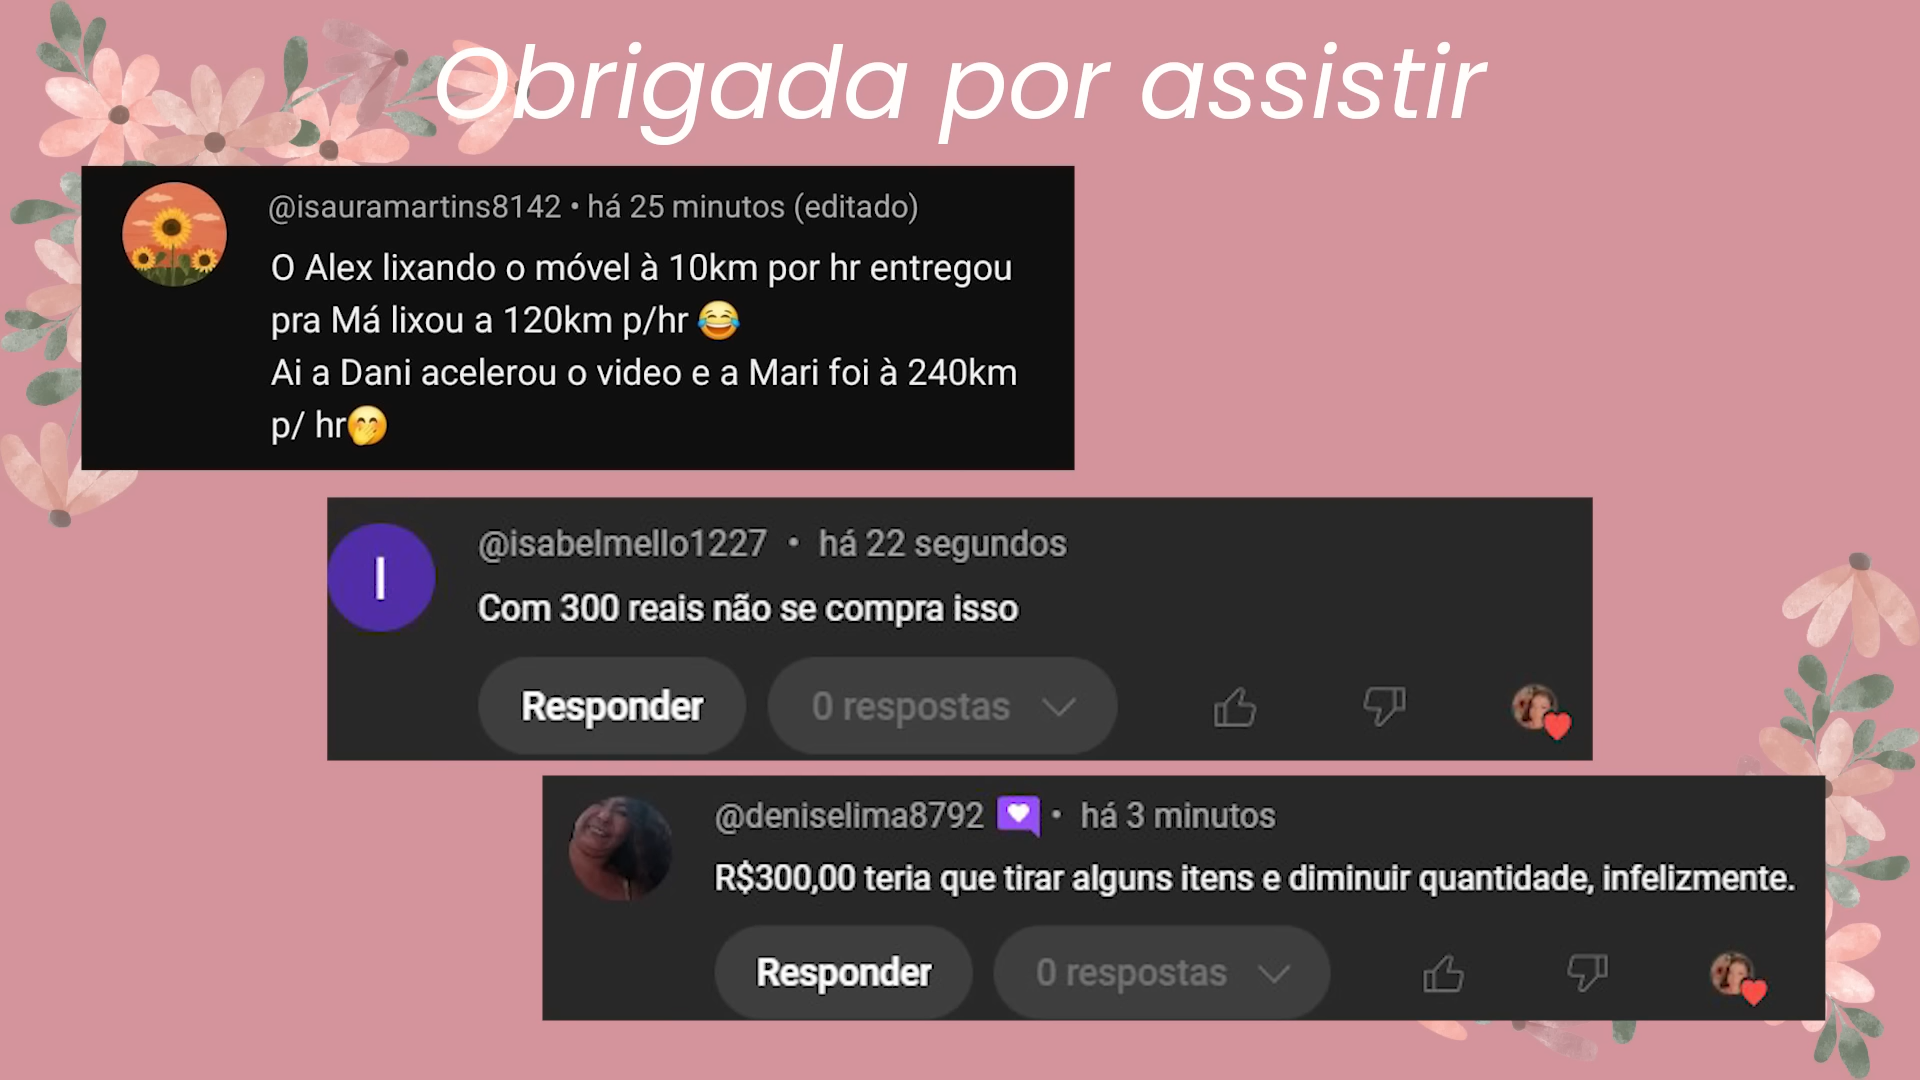 Obrigada por assistir
@isauramartins8142 • há 25 minutos (editado)
O Alex lixando o móvel à 10km por hr entregou
pra Má lixou a 120km p/hr 😂
Ai a Dani acelerou o video e a Mari foi à 240km
p/ hr🤭
I
@isabelmello1227 • há 22 segundos
Com 300 reais não se compra isso
Responder
0 respostas
@deniselima8792 • há 3 minutos
R$300,00 teria que tirar alguns itens e diminuir quantidade, infelizmente.
Responder
0 respostas